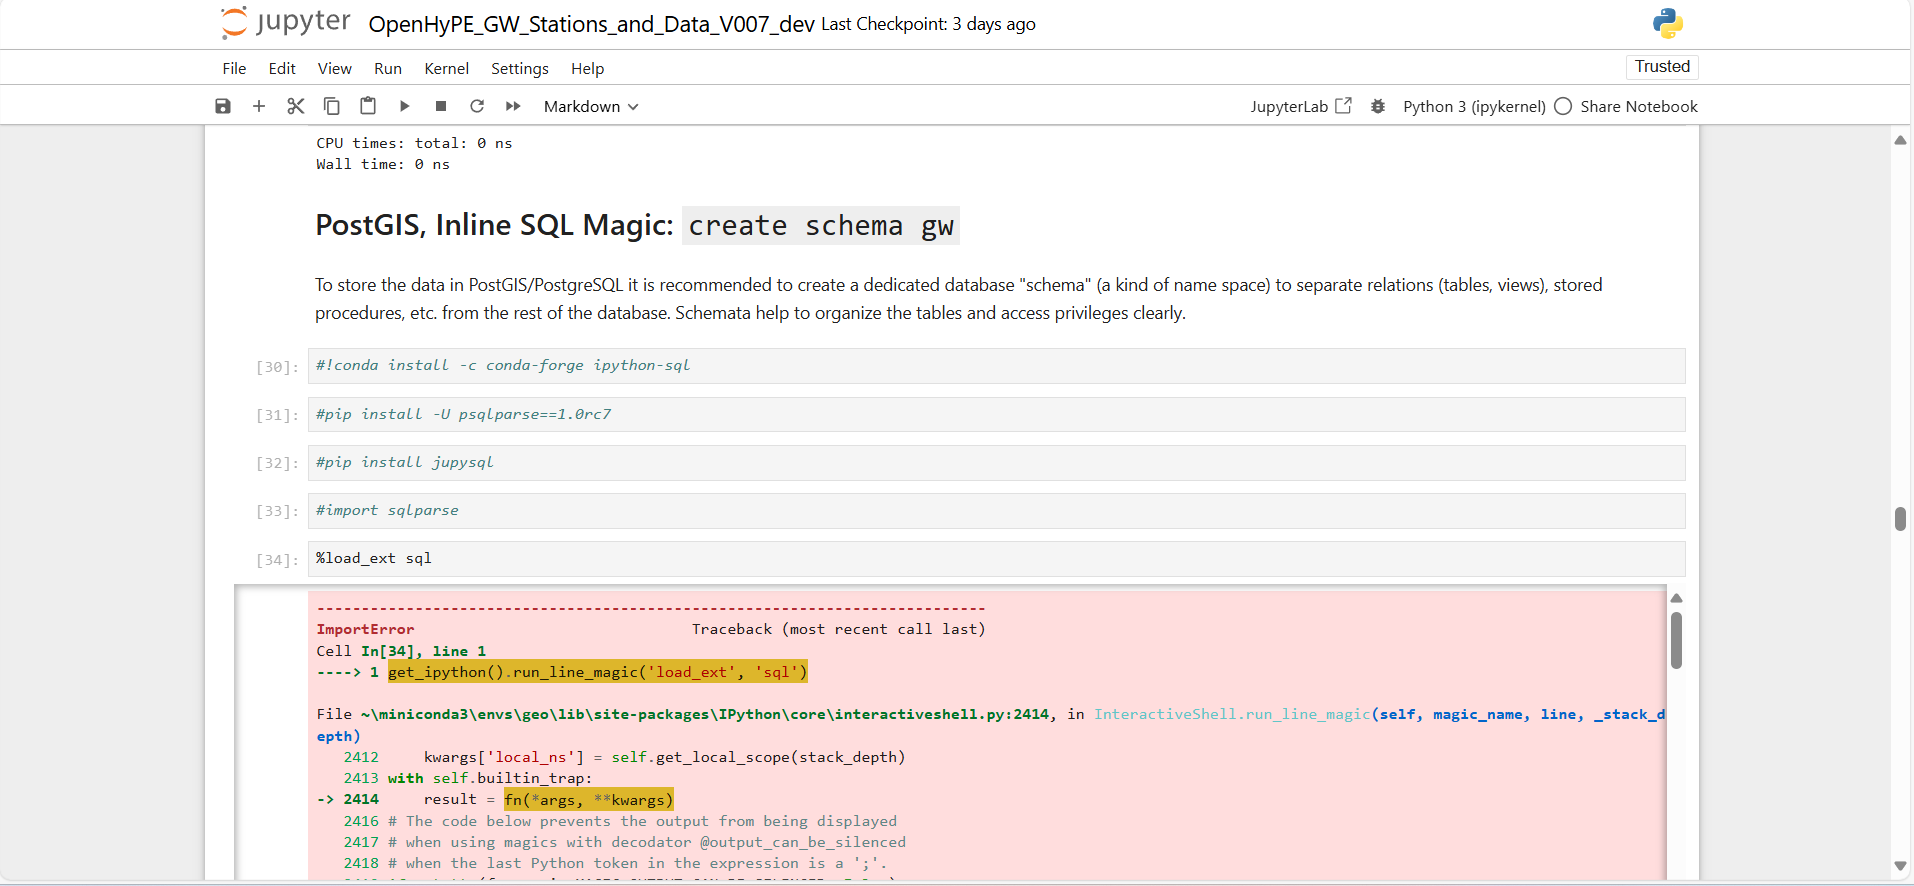 jupyter OpenHyPE_GW_Stations_and_Data_V007_dev Last Checkpoint: 3 days ago
File Edit View Run Kernel Settings Help Trusted
Markdown JupyterLab Python 3 (ipykernel) Share Notebook
CPU times: total: 0 ns
Wall time: 0 ns
PostGIS, Inline SQL Magic: create schema gw
To store the data in PostGIS/PostgreSQL it is recommended to create a dedicated database "schema" (a kind of name space) to separate relations (tables, views), stored
procedures, etc. from the rest of the database. Schemata help to organize the tables and access privileges clearly.
[30]: #!conda install -c conda-forge ipython-sql
[31]: #pip install -U psqlparse==1.0rc7
[32]: #pip install jupysql
[33]: #import sqlparse
[34]: %load_ext sql
---------------------------------------------------------------------------
ImportError Traceback (most recent call last)
Cell In[34], line 1
----> 1 get_ipython().run_line_magic('load_ext', 'sql')
File ~\miniconda3\envs\geo\lib\site-packages\IPython\core\interactiveshell.py:2414, in InteractiveShell.run_line_magic(self, magic_name, line, _stack_d
epth)
2412 kwargs['local_ns'] = self.get_local_scope(stack_depth)
2413 with self.builtin_trap:
-> 2414 result = fn(*args, **kwargs)
2416 # The code below prevents the output from being displayed
2417 # when using magics with decodator @output_can_be_silenced
2418 # when the last Python token in the expression is a ';'.